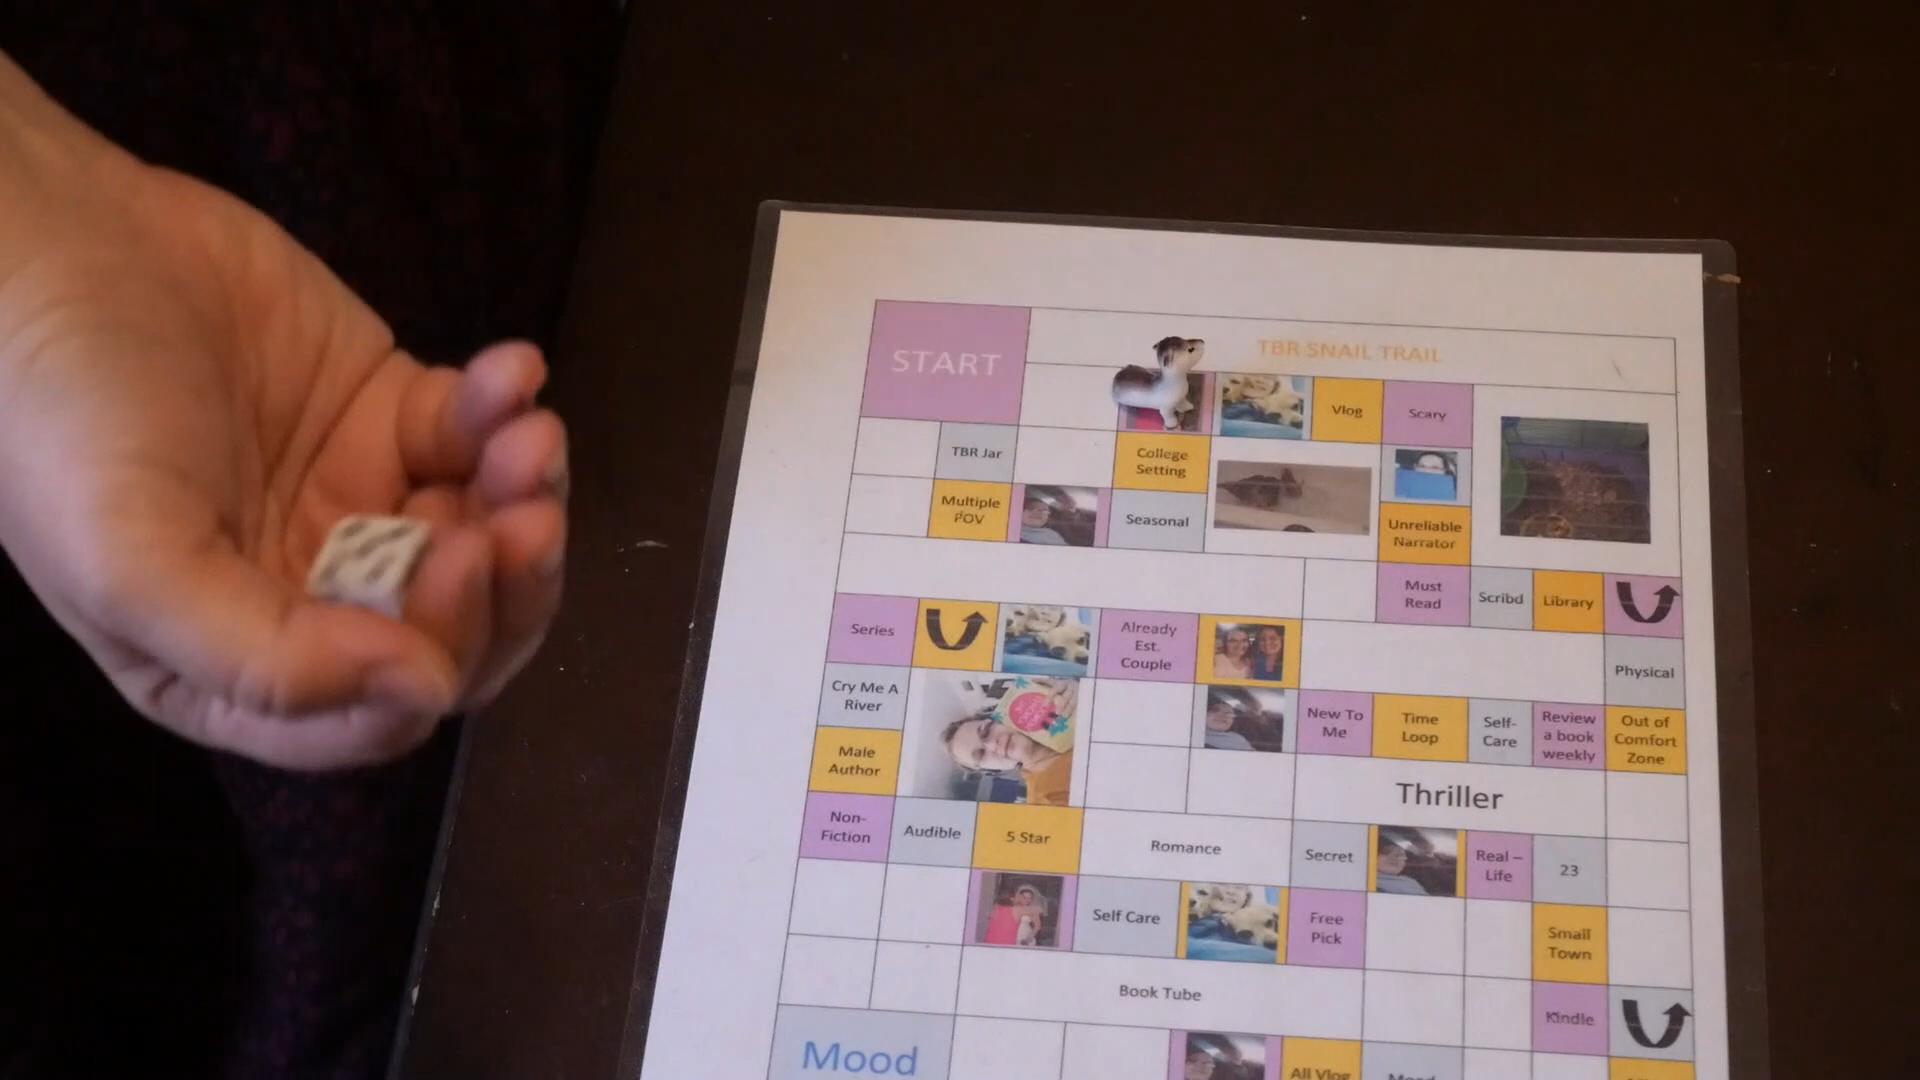 START
TBR SNAIL TRAIL
Vlog
Scary
TBR Jar
College
Setting
Multiple
POV
Seasonal
Unreliable
Narrator
Must
Read
Scribd
Library
Series
Already
Est.
Couple
Physical
Cry Me A
River
New To
Me
Time
Loop
Self-
Care
Review
a book
weekly
Out of
Comfort
Zone
Male
Author
Thriller
Non-
Fiction
Audible
5 Star
Romance
Secret
Real –
Life
23
Self Care
Free
Pick
Small
Town
Book Tube
Kindle
Mood
All Vlog